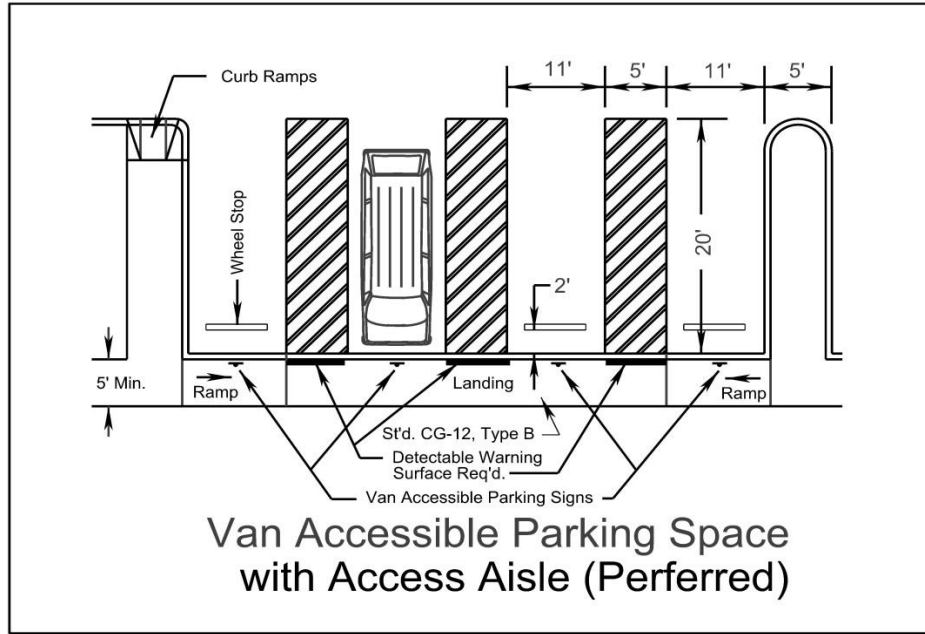 Curb Ramps
11'
5'
11'
5'
Wheel Stop
20'
2'
5' Min.
Ramp
Landing
Ramp
St'd. CG-12, Type B
Detectable Warning
Surface Req'd.
Van Accessible Parking Signs
Van Accessible Parking Space
with Access Aisle (Perferred)